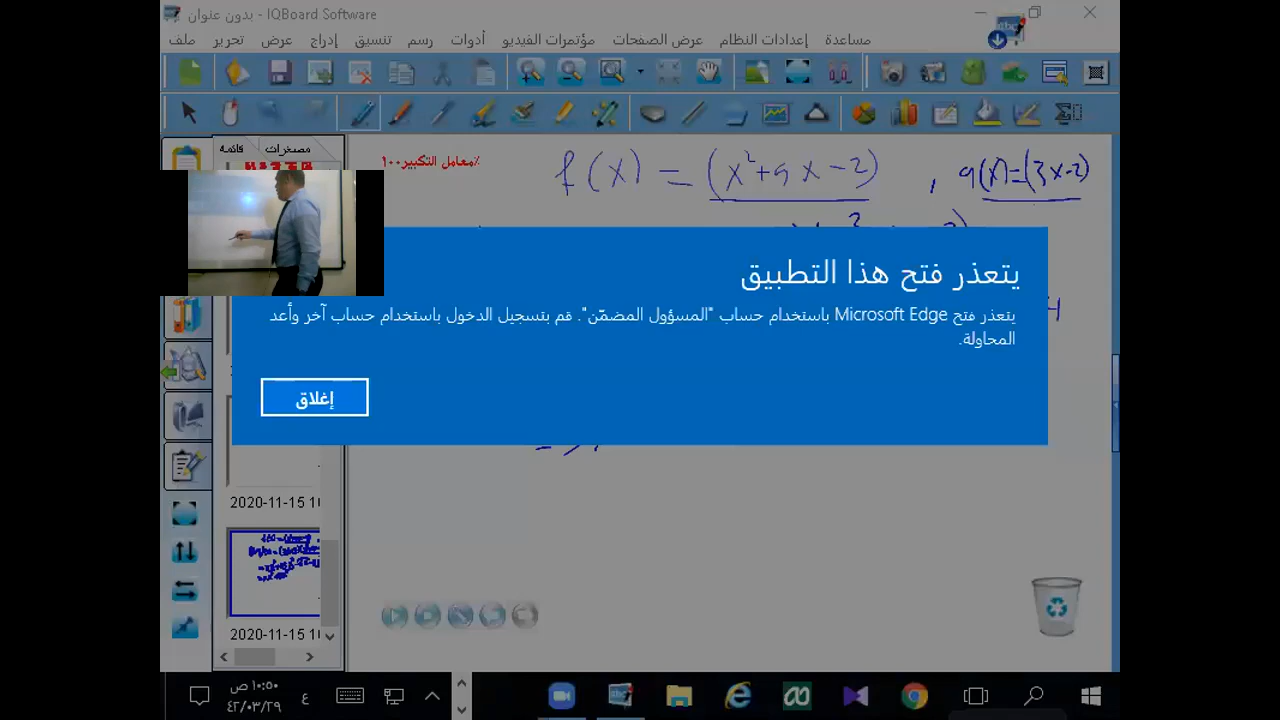 بدون عنوان - IQBoard Software
ملف تحرير عرض إدراج تنسيق رسم أدوات مؤتمرات الفيديو عرض الصفحات إعدادات النظام مساعدة
قائمة مصغرات
معامل التكبير١٠٠٪
f(x) = (x²+9x-2) , g(x)=(3x-2)
يتعذر فتح هذا التطبيق
يتعذر فتح Microsoft Edge باستخدام حساب "المسؤول المضمّن". قم بتسجيل الدخول باستخدام حساب آخر وأعد
المحاولة.
إغلاق
2020-11-15 1
2020-11-15 1
١٠:٥٠ ص
ع
٤٢/٠٣/٢٩